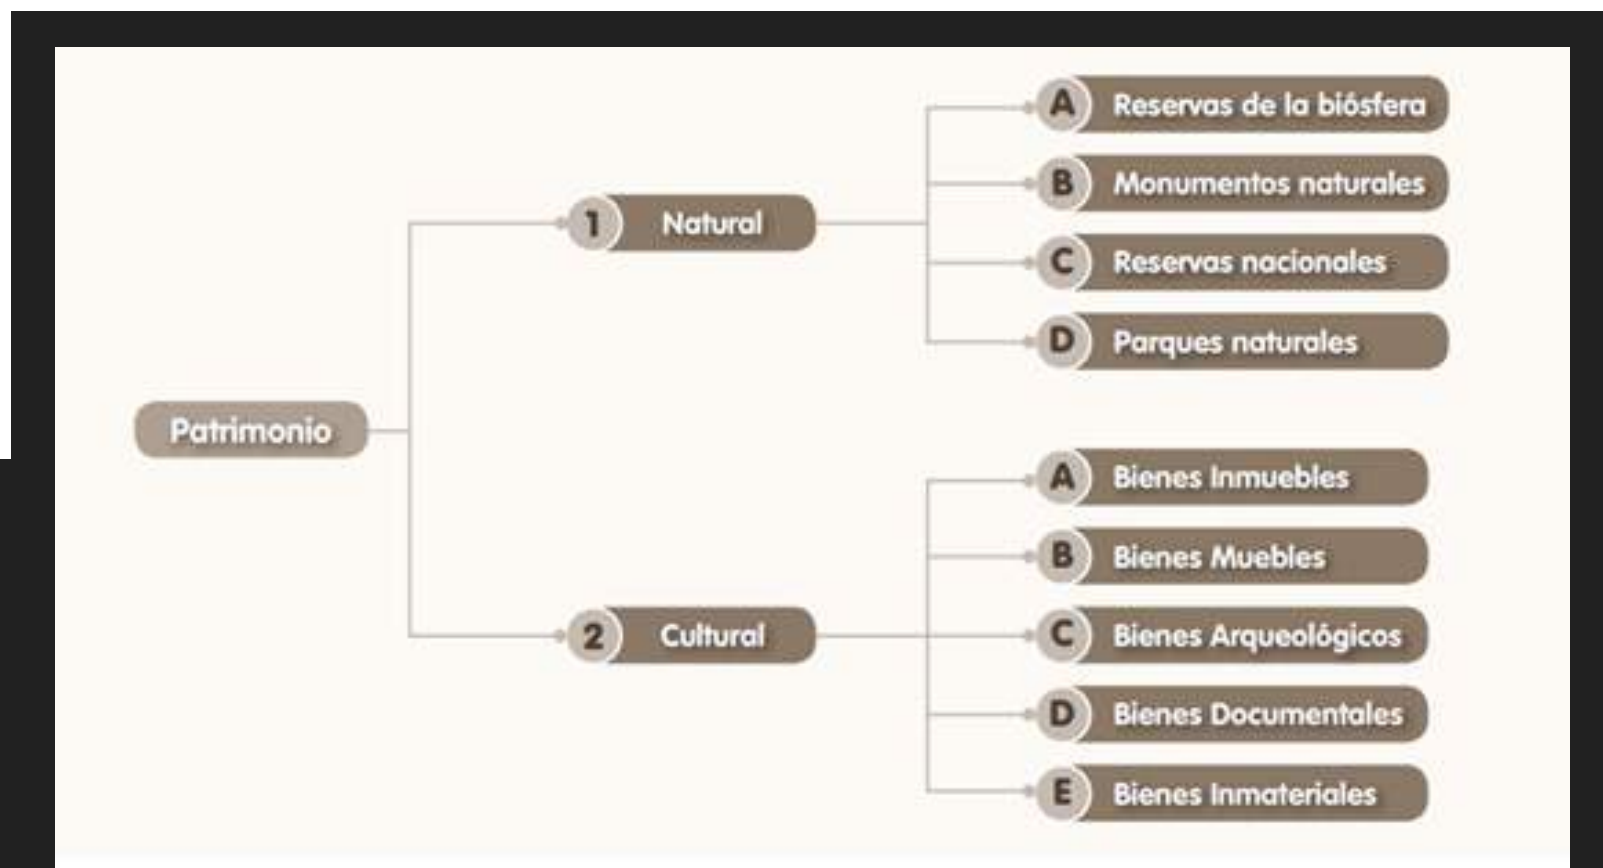 Patrimonio
1 Natural
A Reservas de la biósfera
B Monumentos naturales
C Reservas nacionales
D Parques naturales
2 Cultural
A Bienes Inmuebles
B Bienes Muebles
C Bienes Arqueológicos
D Bienes Documentales
E Bienes Inmateriales